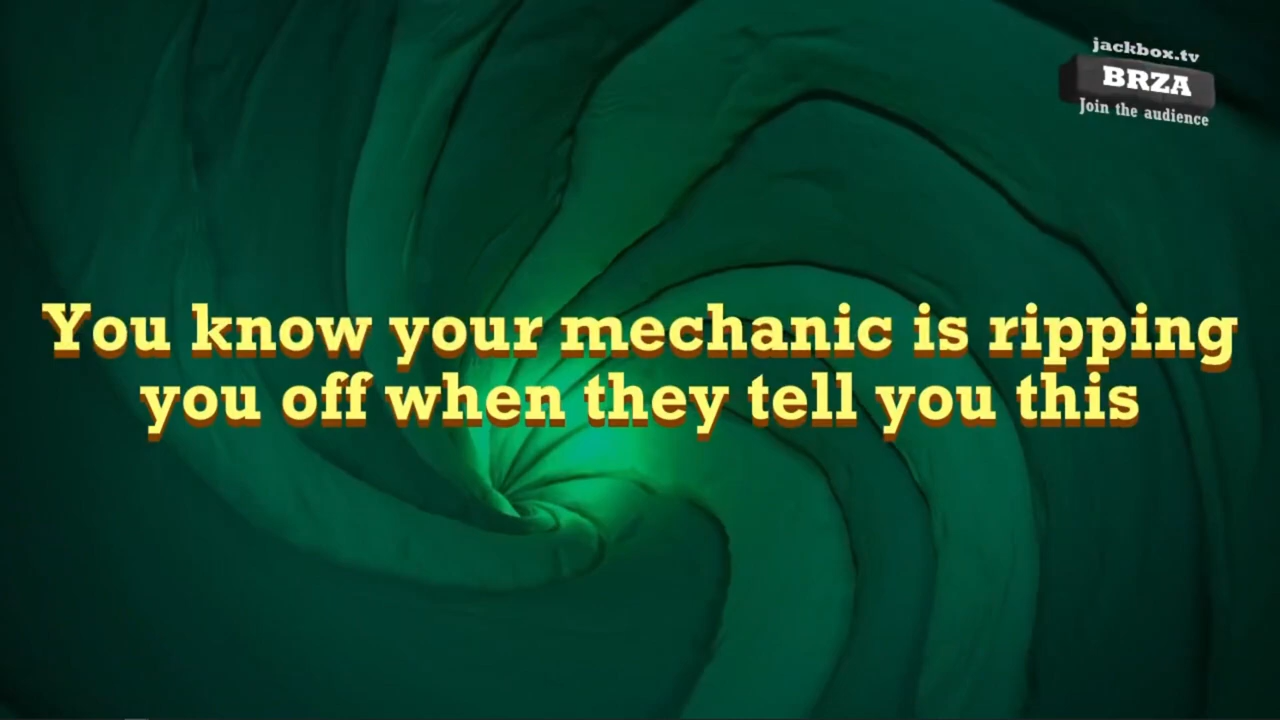 jackbox.tv
BRZA
Join the audience
You know your mechanic is ripping
you off when they tell you this